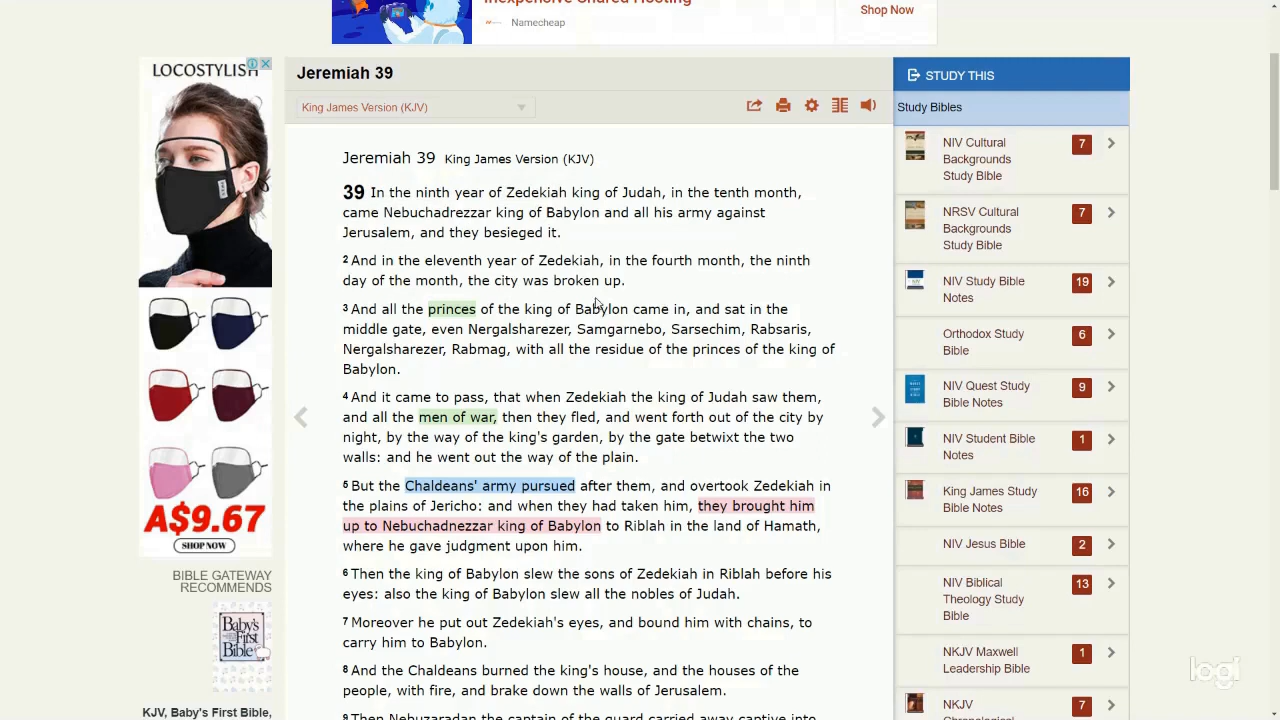 Inexpensive Shared Hosting
Namecheap
Shop Now
LOCOSTYLISH
A$9.67
SHOP NOW
BIBLE GATEWAY
RECOMMENDS
Baby's
First
Bible
KJV, Baby's First Bible,
Jeremiah 39
King James Version (KJV)
Jeremiah 39 King James Version (KJV)
39 In the ninth year of Zedekiah king of Judah, in the tenth month,
came Nebuchadrezzar king of Babylon and all his army against
Jerusalem, and they besieged it.
2 And in the eleventh year of Zedekiah, in the fourth month, the ninth
day of the month, the city was broken up.
3 And all the princes of the king of Babylon came in, and sat in the
middle gate, even Nergalsharezer, Samgarnebo, Sarsechim, Rabsaris,
Nergalsharezer, Rabmag, with all the residue of the princes of the king of
Babylon.
4 And it came to pass, that when Zedekiah the king of Judah saw them,
and all the men of war, then they fled, and went forth out of the city by
night, by the way of the king's garden, by the gate betwixt the two
walls: and he went out the way of the plain.
5 But the Chaldeans' army pursued after them, and overtook Zedekiah in
the plains of Jericho: and when they had taken him, they brought him
up to Nebuchadnezzar king of Babylon to Riblah in the land of Hamath,
where he gave judgment upon him.
6 Then the king of Babylon slew the sons of Zedekiah in Riblah before his
eyes: also the king of Babylon slew all the nobles of Judah.
7 Moreover he put out Zedekiah's eyes, and bound him with chains, to
carry him to Babylon.
8 And the Chaldeans burned the king's house, and the houses of the
people, with fire, and brake down the walls of Jerusalem.
9 Then Nebuzaradan the captain of the guard carried away captive into
STUDY THIS
Study Bibles
NIV Cultural
Backgrounds
Study Bible
7
NRSV Cultural
Backgrounds
Study Bible
7
NIV Study Bible
Notes
19
Orthodox Study
Bible
6
NIV Quest Study
Bible Notes
9
NIV Student Bible
Notes
1
King James Study
Bible Notes
16
NIV Jesus Bible
2
NIV Biblical
Theology Study
Bible
13
NKJV Maxwell
Leadership Bible
1
NKJV
Chronological
7
logi